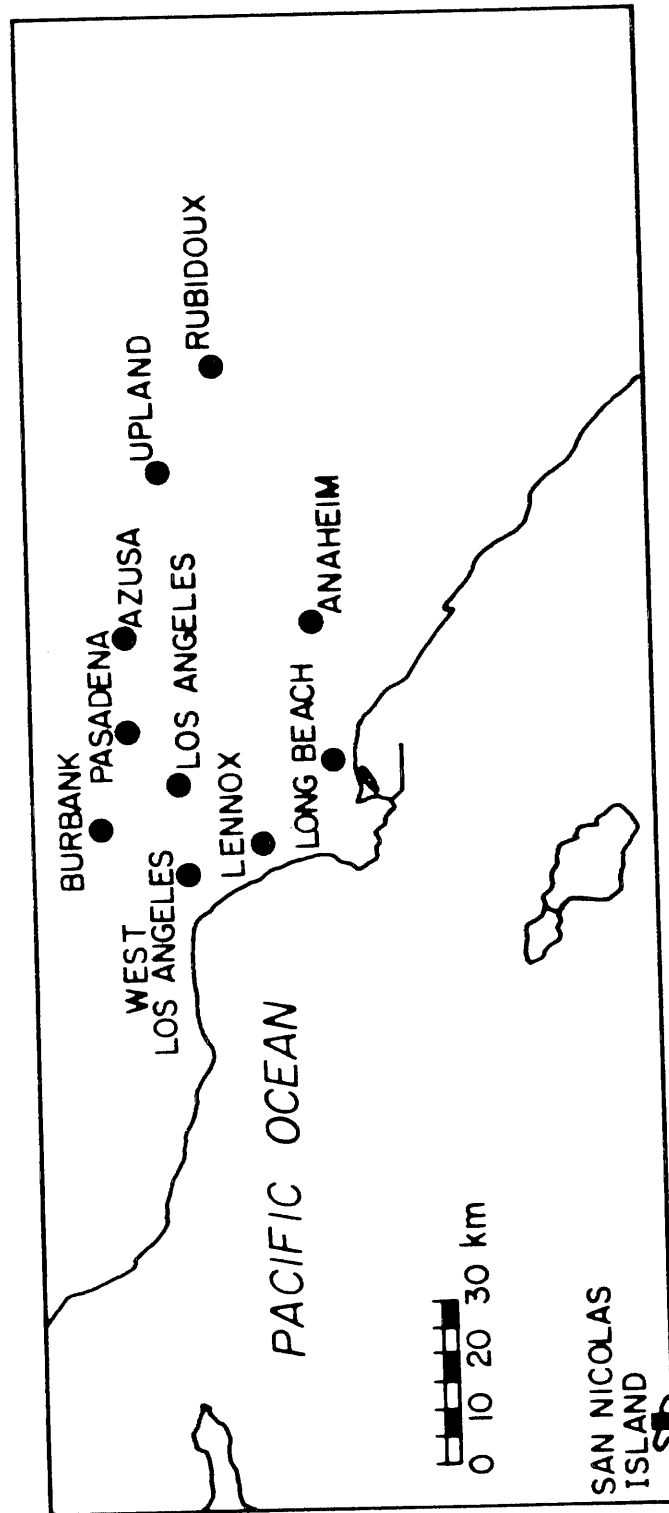 BURBANK
PASADENA
AZUSA
UPLAND
RUBIDOUX
WEST
LOS ANGELES
LOS ANGELES
LENNOX
LONG BEACH
ANAHEIM
PACIFIC OCEAN
0 10 20 30 km
SAN NICOLAS
ISLAND